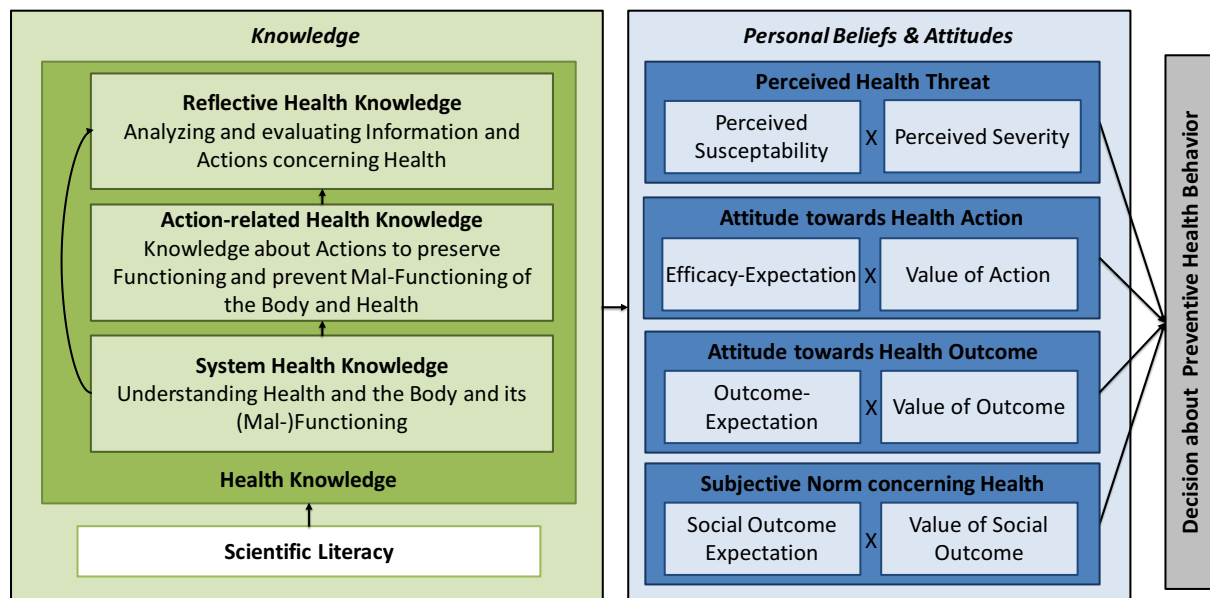 Knowledge
Reflective Health Knowledge
Analyzing and evaluating Information and
Actions concerning Health
Action-related Health Knowledge
Knowledge about Actions to preserve
Functioning and prevent Mal-Functioning of
the Body and Health
System Health Knowledge
Understanding Health and the Body and its
(Mal-)Functioning
Health Knowledge
Scientific Literacy
Personal Beliefs & Attitudes
Perceived Health Threat
Perceived
Susceptability
X
Perceived Severity
Attitude towards Health Action
Efficacy-Expectation
X
Value of Action
Attitude towards Health Outcome
Outcome-
Expectation
X
Value of Outcome
Subjective Norm concerning Health
Social Outcome
Expectation
X
Value of Social
Outcome
Decision about Preventive Health Behavior